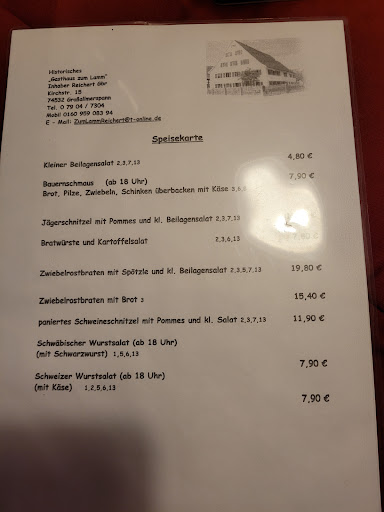 Historisches
„Gasthaus zum Lamm"
Inhaber Reichert Gbr
Kirchstr. 15
74532 Großallmerspann
Tel. 0 79 04 / 7304
Mobil 0160 959 083 94
E - Mail: ZumLammReichert@t-online.de
Speisekarte
Kleiner Beilagensalat 2,3,7,13 4,80 €
Bauernschmaus (ab 18 Uhr) 7,90 €
Brot, Pilze, Zwiebeln, Schinken überbacken mit Käse
Jägerschnitzel mit Pommes und kl. Beilagensalat 2,3,7,13
Bratwürste und Kartoffelsalat 2,3,6,13
Zwiebelrostbraten mit Spötzle und kl. Beilagensalat 2,3,5,7,13 19,80 €
Zwiebelrostbraten mit Brot 3 15,40 €
paniertes Schweineschnitzel mit Pommes und kl. Salat 2,3,7,13 11,90 €
Schwäbischer Wurstsalat (ab 18 Uhr)
(mit Schwarzwurst) 1,5,6,13 7,90 €
Schweizer Wurstsalat (ab 18 Uhr)
(mit Käse) 1,2,5,6,13 7,90 €